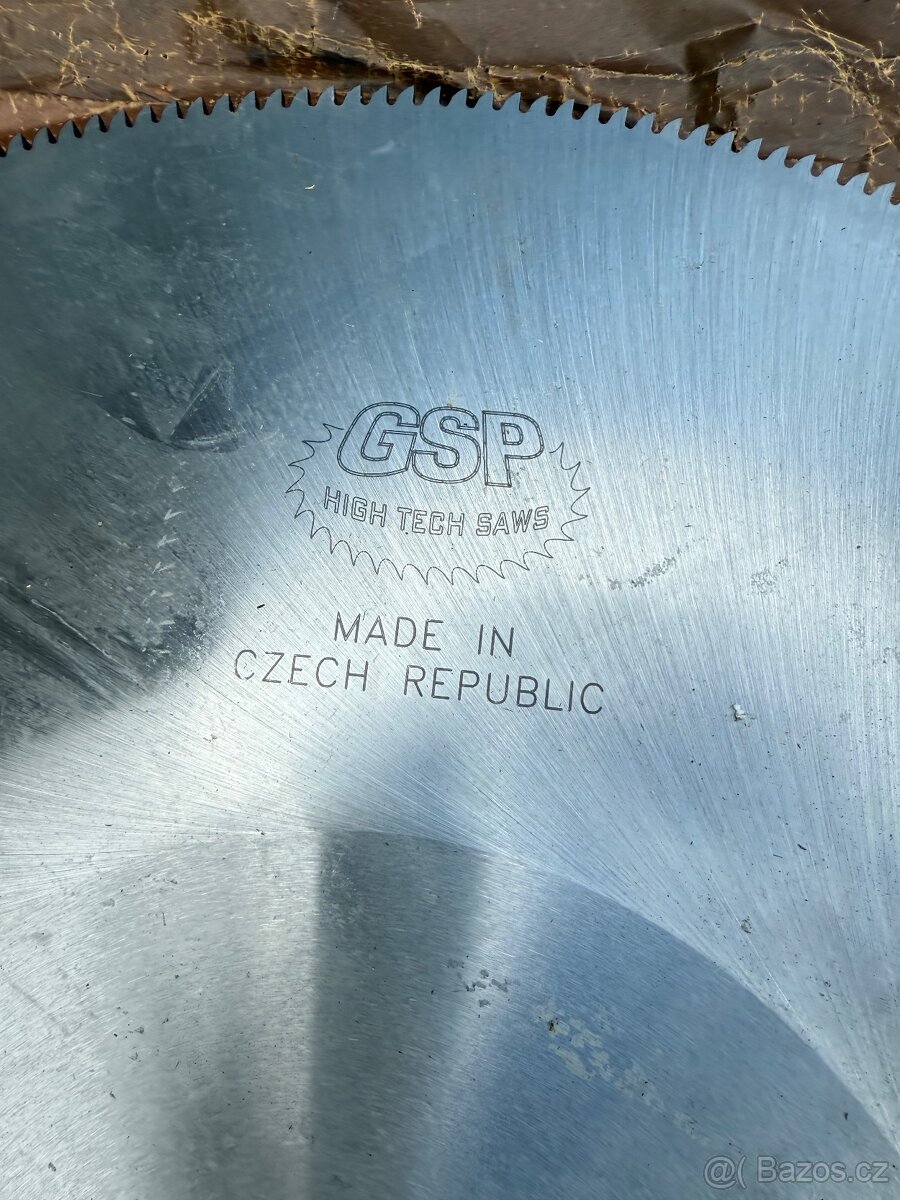 GSP
HIGH TECH SAWS
MADE IN
CZECH REPUBLIC
@( Bazos.cz